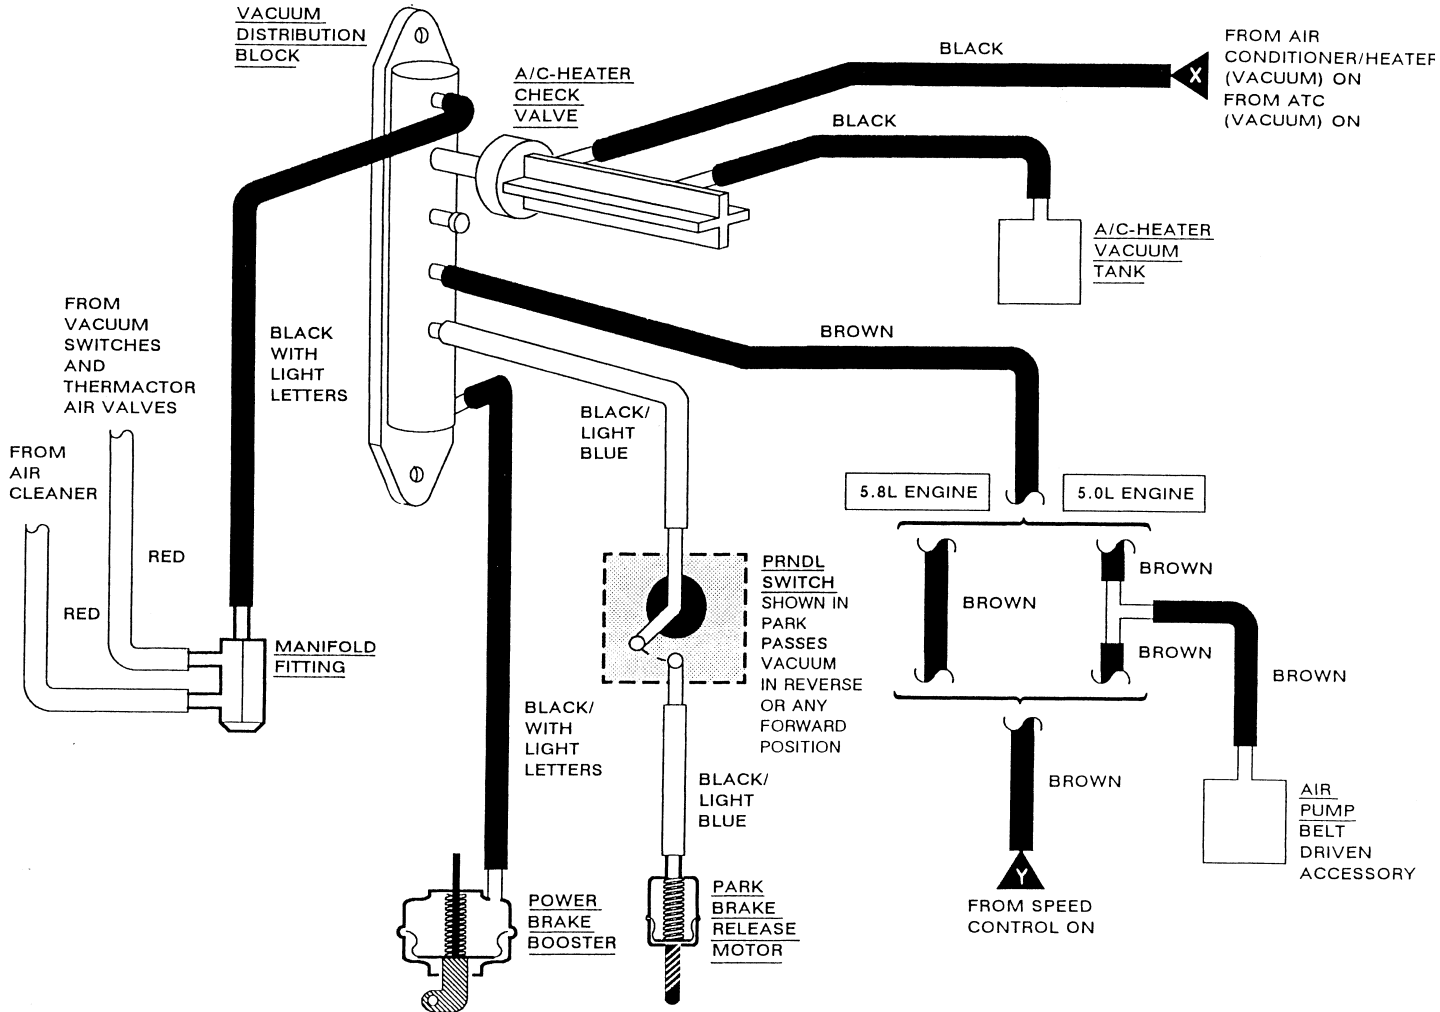 VACUUM
DISTRIBUTION
BLOCK
A/C-HEATER
CHECK
VALVE
BLACK
X
FROM AIR
CONDITIONER/HEATER
(VACUUM) ON
FROM ATC
(VACUUM) ON
BLACK
A/C-HEATER
VACUUM
TANK
FROM
VACUUM
SWITCHES
AND
THERMACTOR
AIR VALVES
BLACK
WITH
LIGHT
LETTERS
BROWN
BLACK/
LIGHT
BLUE
FROM
AIR
CLEANER
RED
RED
5.8L ENGINE
5.0L ENGINE
MANIFOLD
FITTING
PRNDL
SWITCH
SHOWN IN
PARK
PASSES
VACUUM
IN REVERSE
OR ANY
FORWARD
POSITION
BROWN
BROWN
BROWN
BROWN
BLACK/
WITH
LIGHT
LETTERS
BLACK/
LIGHT
BLUE
BROWN
AIR
PUMP
BELT
DRIVEN
ACCESSORY
Y
FROM SPEED
CONTROL ON
POWER
BRAKE
BOOSTER
PARK
BRAKE
RELEASE
MOTOR